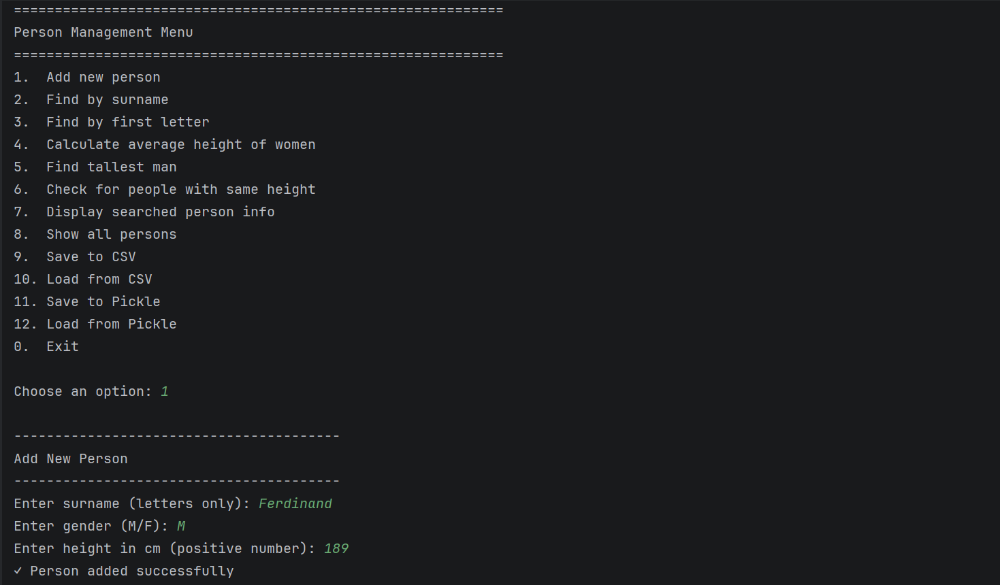 ============================================================
Person Management Menu
============================================================
1.  Add new person
2.  Find by surname
3.  Find by first letter
4.  Calculate average height of women
5.  Find tallest man
6.  Check for people with same height
7.  Display searched person info
8.  Show all persons
9.  Save to CSV
10. Load from CSV
11. Save to Pickle
12. Load from Pickle
0.  Exit

Choose an option: 1

----------------------------------------
Add New Person
----------------------------------------
Enter surname (letters only): Ferdinand
Enter gender (M/F): M
Enter height in cm (positive number): 189
✓ Person added successfully